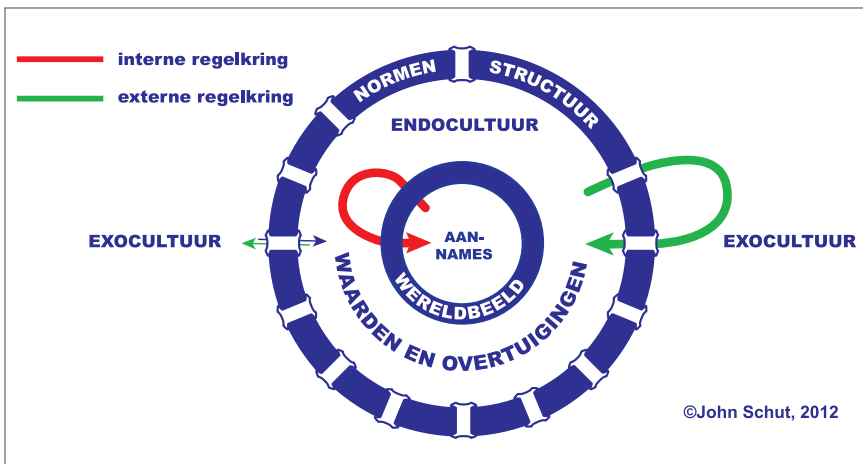 interne regelkring
externe regelkring
NORMEN
STRUCTUUR
ENDOCULTUUR
EXOCULTUUR
AAN-
NAMES
EXOCULTUUR
WERELDBEELD
WAARDEN EN OVERTUIGINGEN
©John Schut, 2012